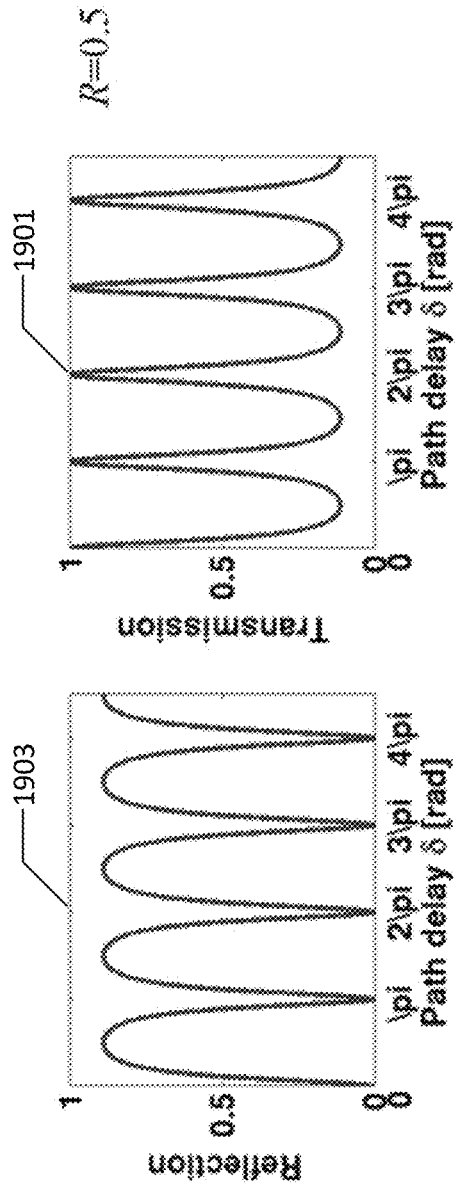 1903
Reflection
1
0.5
0
0 \pi 2\pi 3\pi 4\pi
Path delay δ [rad]
1901
Transmission
1
0.5
0
0 \pi 2\pi 3\pi 4\pi
Path delay δ [rad]
R=0.5